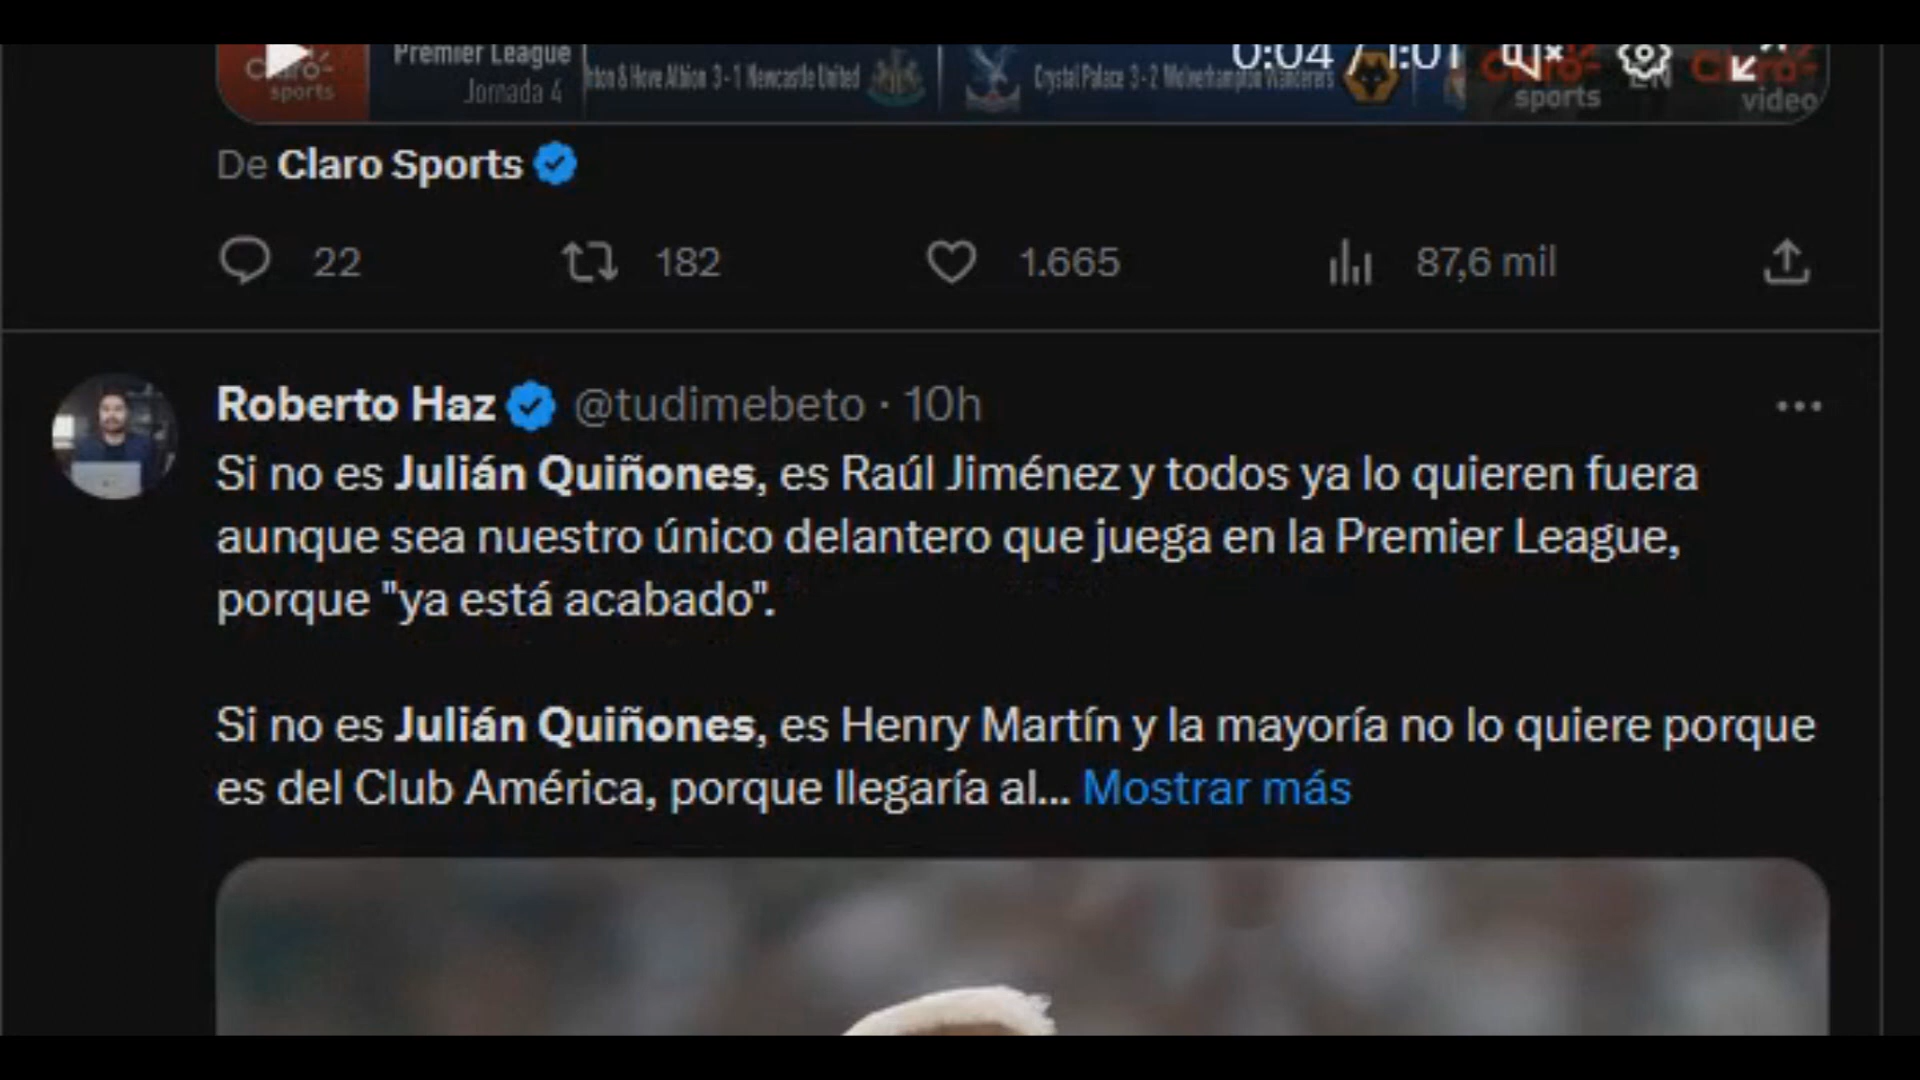 Premier League
Jornada 4
hton & Hove Albion 3-1 Newcastle United
Crystal Palace 3-2 Wolverhampton Wanderers
0:04 / 1:01
Claro-
sports
Claro-
sports
EN
Claro-
video
De Claro Sports
22
182
1.665
87,6 mil
Roberto Haz @tudimebeto · 10h
Si no es Julián Quiñones, es Raúl Jiménez y todos ya lo quieren fuera
aunque sea nuestro único delantero que juega en la Premier League,
porque "ya está acabado".
Si no es Julián Quiñones, es Henry Martín y la mayoría no lo quiere porque
es del Club América, porque llegaría al... Mostrar más